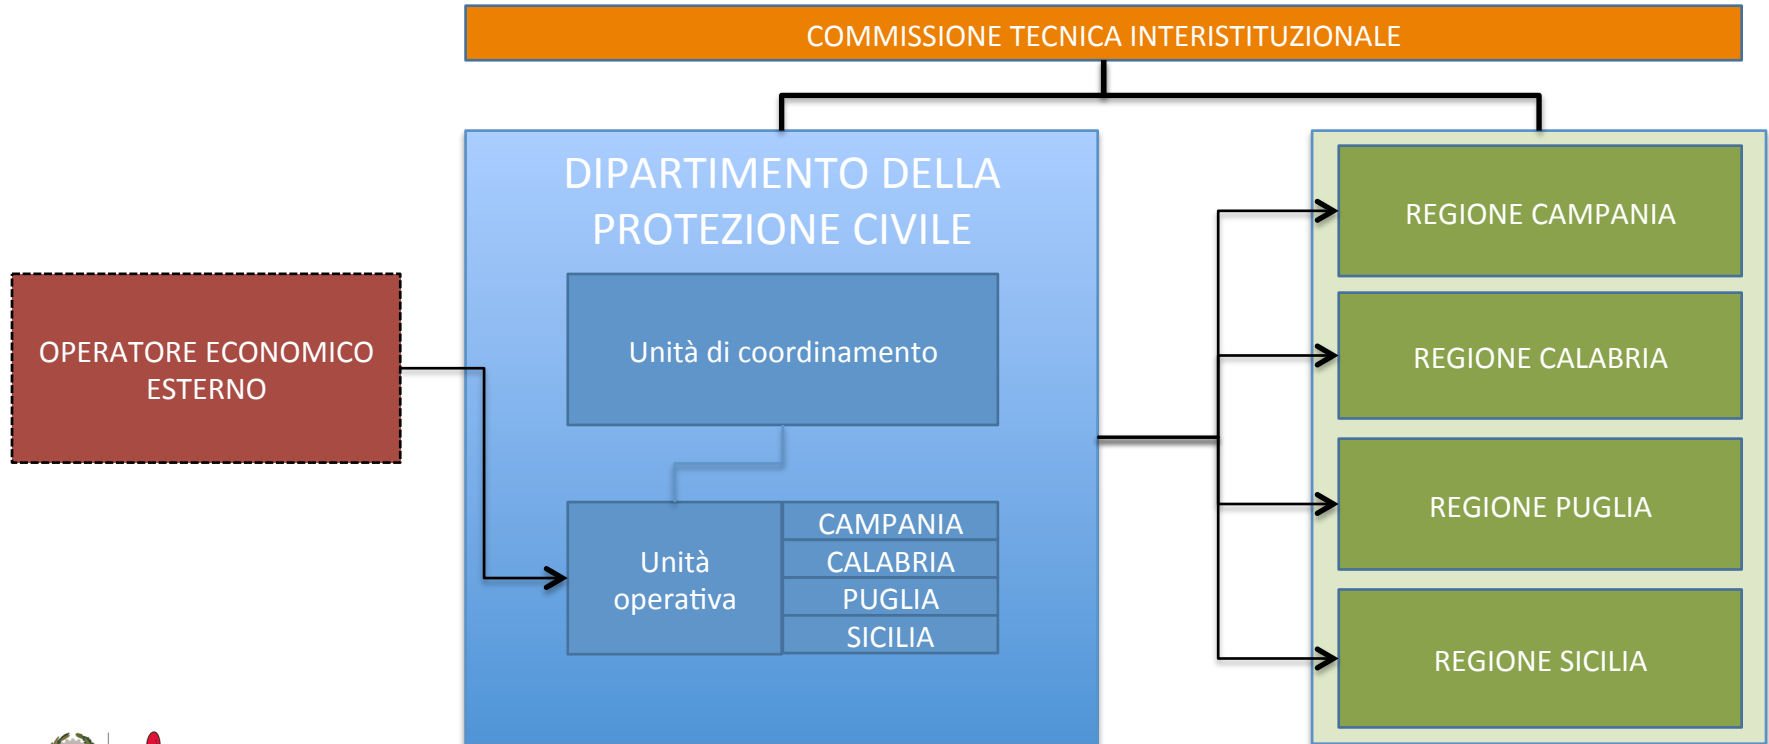 COMMISSIONE TECNICA INTERISTITUZIONALE
DIPARTIMENTO DELLA
PROTEZIONE CIVILE
OPERATORE ECONOMICO
ESTERNO
Unità di coordinamento
Unità
operativa
CAMPANIA
CALABRIA
PUGLIA
SICILIA
REGIONE CAMPANIA
REGIONE CALABRIA
REGIONE PUGLIA
REGIONE SICILIA